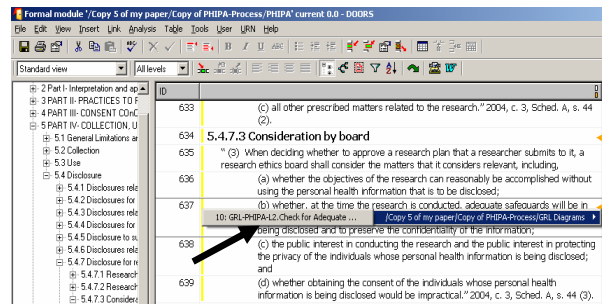 Formal module '/Copy 5 of my paper/Copy of PHIPA-Process/PHIPA' current 0.0 - DOORS
File Edit View Insert Link Analysis Table Tools User URN Help
Standard view All levels
2 Part I- Interpretation and ap
3 PART II- PRACTICES TO F
4 PART III- CONSENT COnC
5 PART IV- COLLECTION, U
5.1 General Limitations ar
5.2 Collection
5.3 Use
5.4 Disclosure
5.4.1 Disclosures rela
5.4.2 Disclosures for
5.4.3 Disclosures rela
5.4.4 Disclosures for
5.4.5 Disclosure to su
5.4.6 Disclosures rela
5.4.7 Disclosure for re
5.4.7.1 Research
5.4.7.2 Research
5.4.7.3 Considera
ID
633 (c) all other prescribed matters related to the research." 2004, c. 3, Sched. A, s. 44
(2).
634 5.4.7.3 Consideration by board
635 " (3) When deciding whether to approve a research plan that a researcher submits to it, a
research ethics board shall consider the matters that it considers relevant, including,
636 (a) whether the objectives of the research can reasonably be accomplished without
using the personal health information that is to be disclosed;
637 (b) whether, at the time the research is conducted, adequate safeguards will be in
10: GRL-PHIPA-L2.Check for Adequate ... /Copy 5 of my paper/Copy of PHIPA-Process/GRL Diagrams
being disclosed and to preserve the confidentiality of the information;
638 (c) the public interest in conducting the research and the public interest in protecting
the privacy of the individuals whose personal health information is being disclosed;
and
639 (d) whether obtaining the consent of the individuals whose personal health
information is being disclosed would be impractical." 2004, c. 3, Sched. A, s. 44 (3).